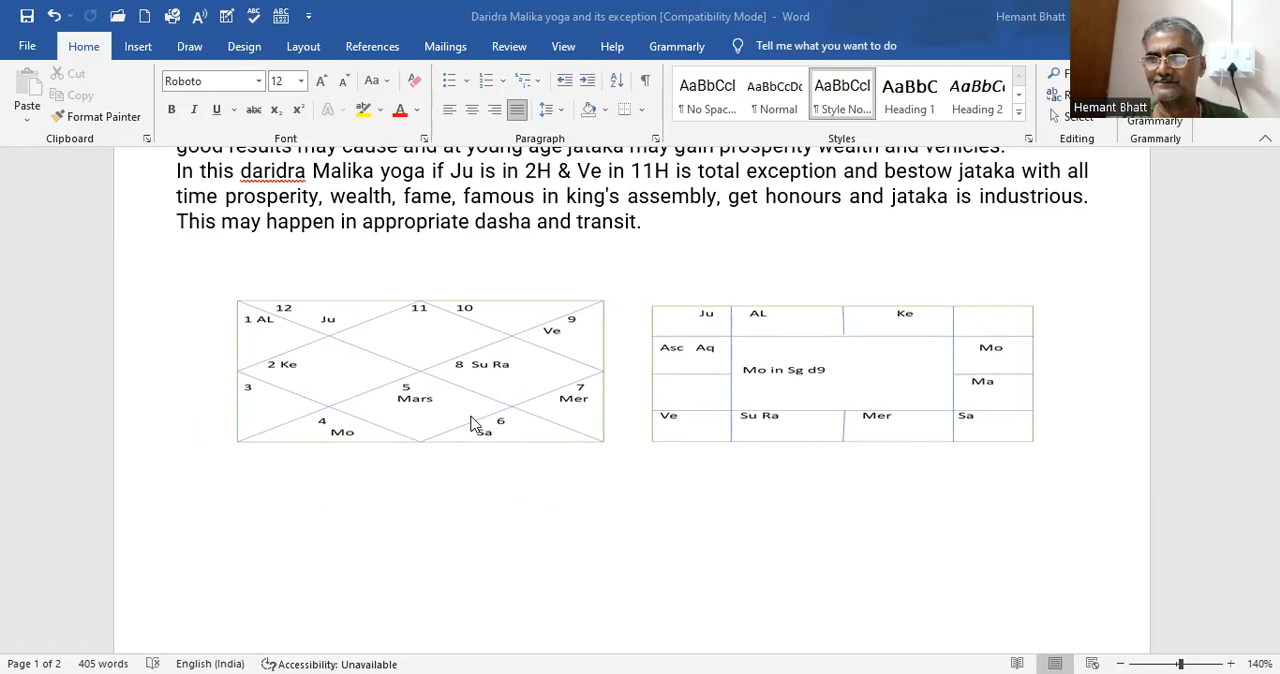 Daridra Malika yoga and its exception [Compatibility Mode] - Word
Hemant Bhatt
File Home Insert Draw Design Layout References Mailings Review View Help Grammarly Tell me what you want to do
Paste
Cut
Copy
Format Painter
Clipboard
Roboto 12
Font
Paragraph
AaBbCcI AaBbCcDc AaBbCcI AaBbC AaBbC
¶ No Spac... ¶ Normal ¶ Style No... Heading 1 Heading 2
Styles
Select
Editing
Grammarly
Grammarly
Hemant Bhatt
good results may cause and at young age jataka may gain prosperity wealth and vehicles.
In this daridra Malika yoga if Ju is in 2H & Ve in 11H is total exception and bestow jataka with all
time prosperity, wealth, fame, famous in king's assembly, get honours and jataka is industrious.
This may happen in appropriate dasha and transit.
12 11 10
1 AL Ju 9
Ve
2 Ke 8 Su Ra
3 5 7
Mars Mer
4 6
Mo Sa
Ju AL Ke
Asc Aq Mo
Mo in Sg d9
Ma
Ve Su Ra Mer Sa
Page 1 of 2 405 words English (India) Accessibility: Unavailable 140%